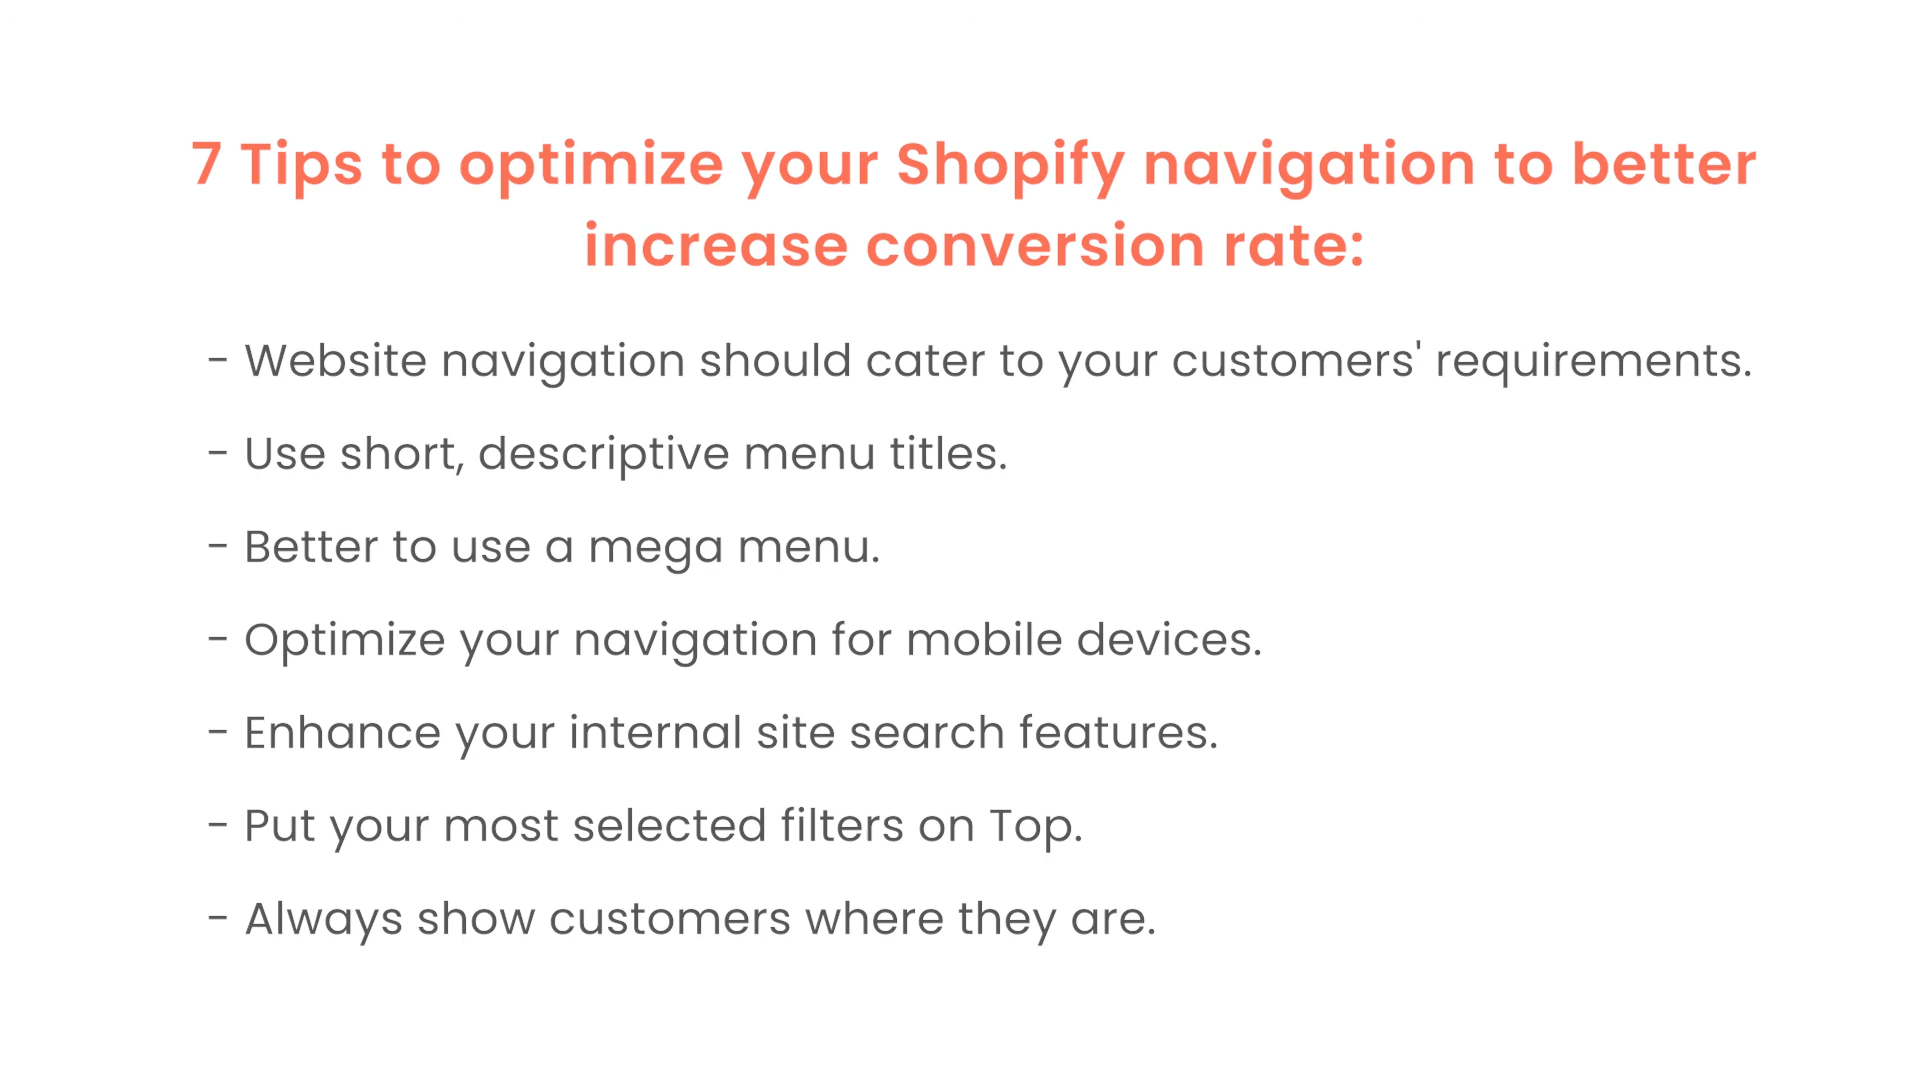 7 Tips to optimize your Shopify navigation to better
increase conversion rate:
- Website navigation should cater to your customers' requirements.
- Use short, descriptive menu titles.
- Better to use a mega menu.
- Optimize your navigation for mobile devices.
- Enhance your internal site search features.
- Put your most selected filters on Top.
- Always show customers where they are.